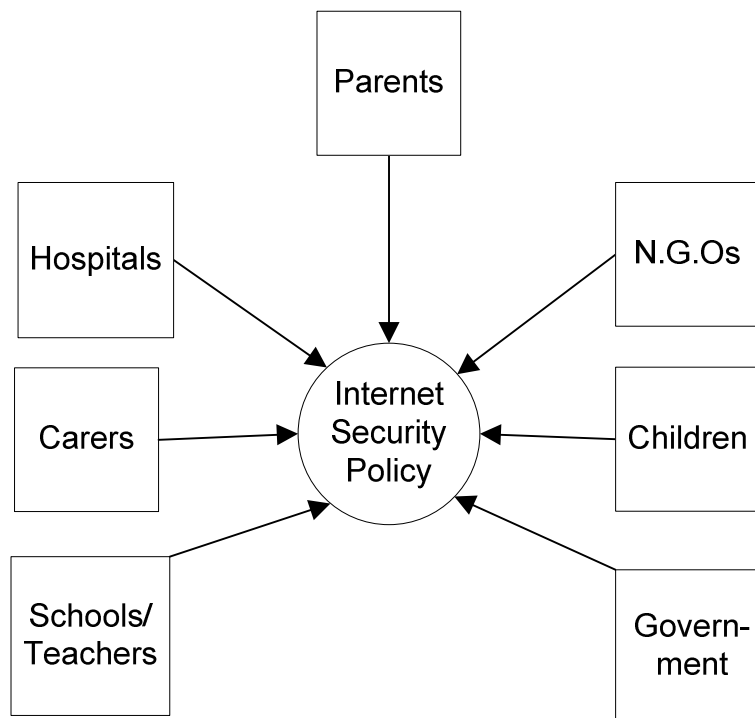 Parents
Hospitals
N.G.Os
Internet
Security
Policy
Carers
Children
Schools/
Teachers
Govern-
ment